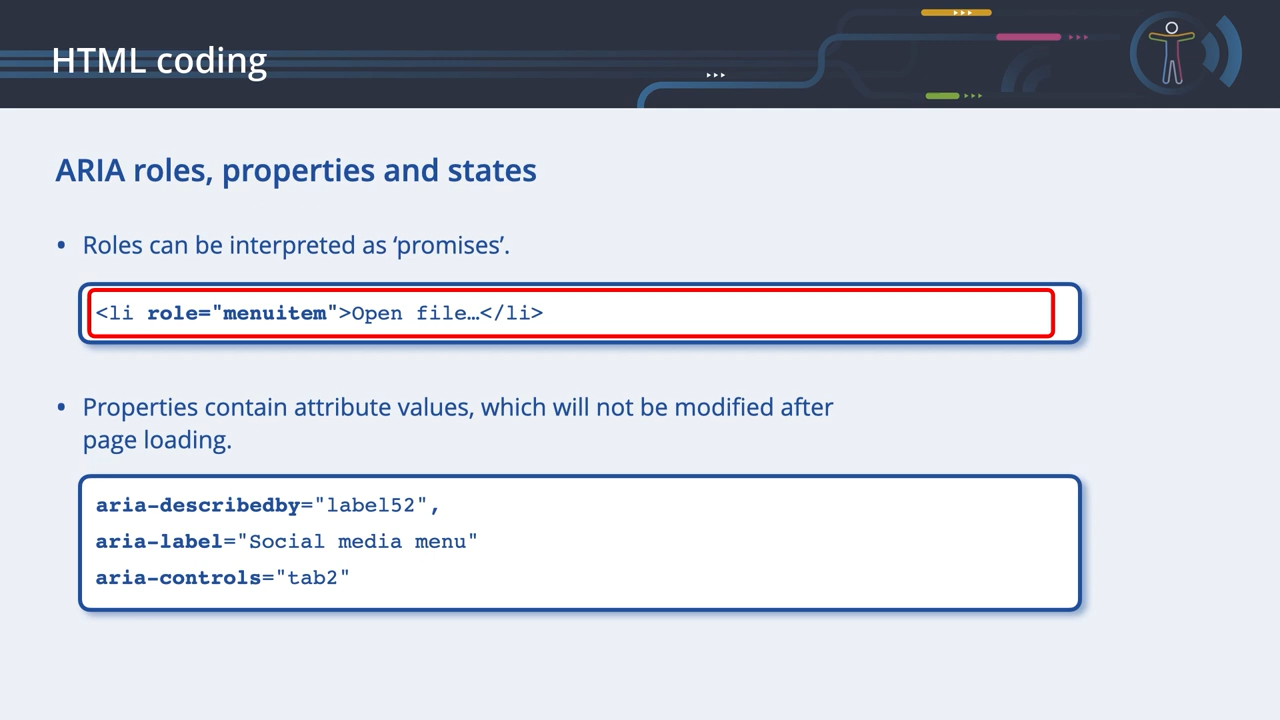 HTML coding
ARIA roles, properties and states
• Roles can be interpreted as ‘promises’.
<li role="menuitem">Open file…</li>
• Properties contain attribute values, which will not be modified after
page loading.
aria-describedby="label52",
aria-label="Social media menu"
aria-controls="tab2"